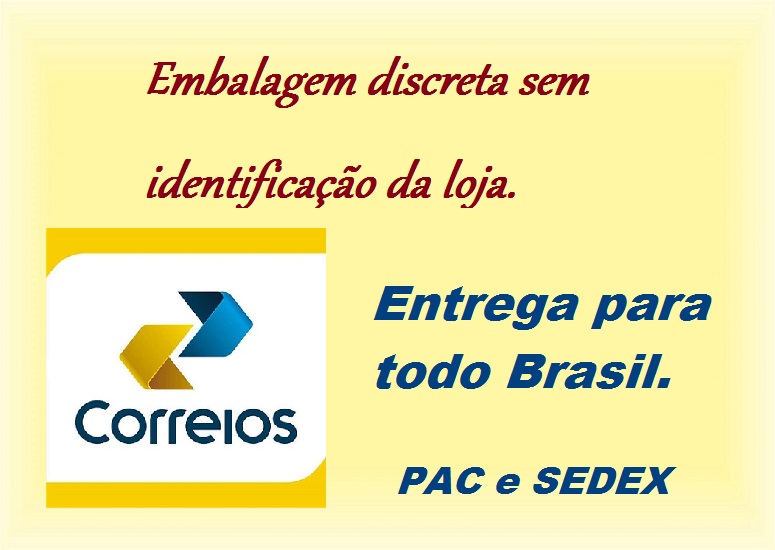 Embalagem discreta sem
identificação da loja.
Correios
Entrega para
todo Brasil.
PAC e SEDEX